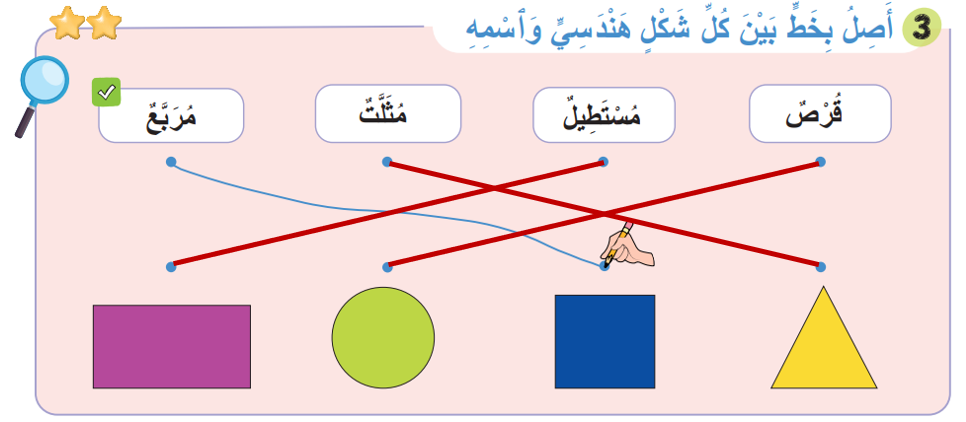 3 أَصِلُ بِخَطٍّ بَيْنَ كُلِّ شَكْلٍ هَنْدَسِيٍّ وَٱسْمِهِ
قُرْصٌ مُسْتَطِيلٌ مُثَلَّثٌ مُرَبَّعٌ